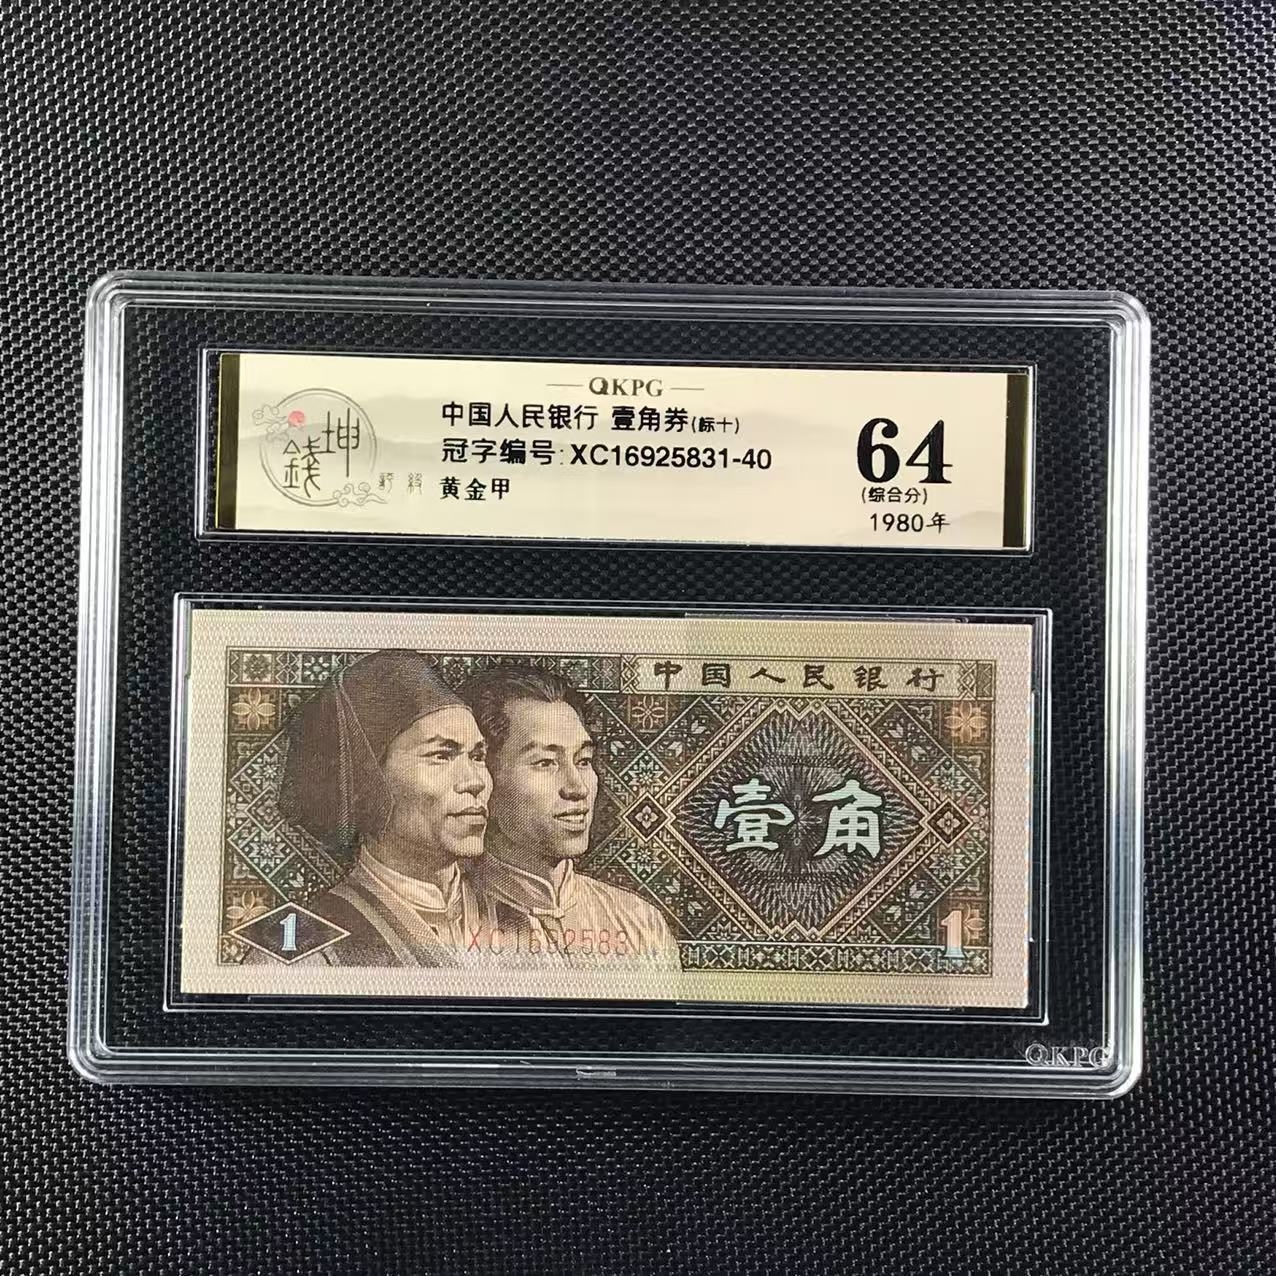 QKPG
中国人民银行 壹角券(标十)
冠字编号:XC16925831-40
黄金甲
坤
錢
64
(综合分)
1980年
中国人民银行
壹角
1
XC1692583
1
QKPG